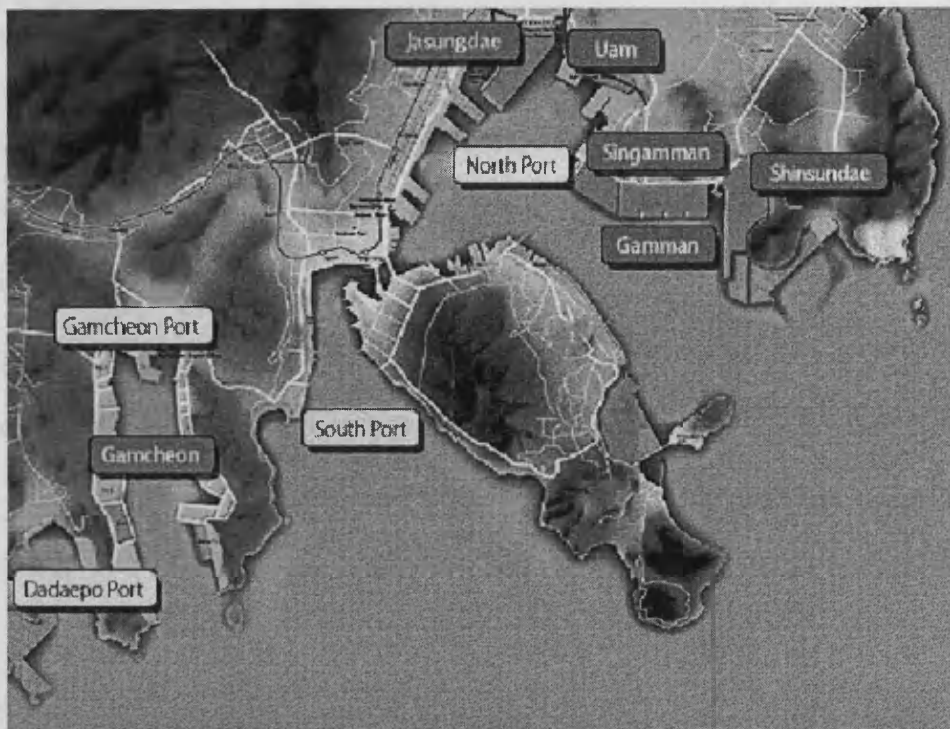 Jasungdae
Uam
North Port
Singamman
Shinsundae
Gamman
Gamcheon Port
South Port
Gamcheon
Dadaepo Port